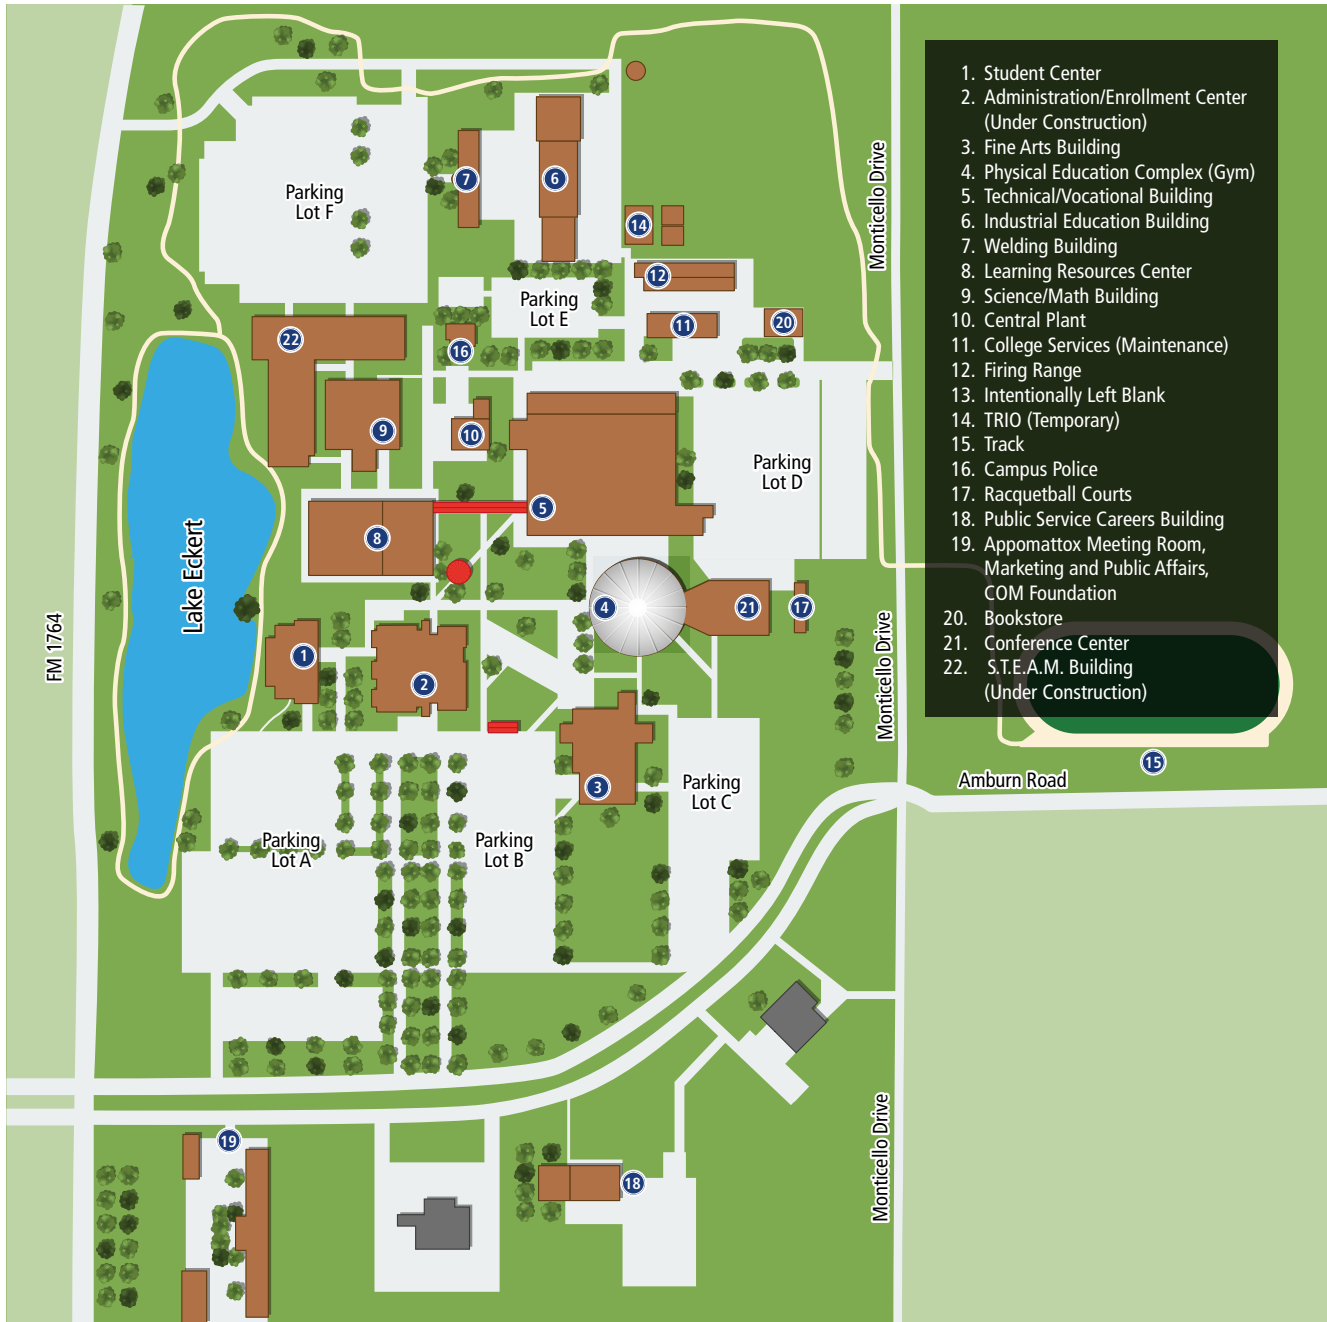 1. Student Center
2. Administration/Enrollment Center
(Under Construction)
3. Fine Arts Building
4. Physical Education Complex (Gym)
5. Technical/Vocational Building
6. Industrial Education Building
7. Welding Building
8. Learning Resources Center
9. Science/Math Building
10. Central Plant
11. College Services (Maintenance)
12. Firing Range
13. Intentionally Left Blank
14. TRIO (Temporary)
15. Track
16. Campus Police
17. Racquetball Courts
18. Public Service Careers Building
19. Appomattox Meeting Room,
Marketing and Public Affairs,
COM Foundation
20. Bookstore
21. Conference Center
22. S.T.E.A.M. Building
(Under Construction)
Monticello Drive
Parking
Lot F
7
6
14
12
Parking
Lot E
11
20
22
16
9
10
Parking
Lot D
5
8
Lake Eckert
4
21
17
FM 1764
1
2
Monticello Drive
3
Parking
Lot C
15
Amburn Road
Parking
Lot A
Parking
Lot B
19
18
Monticello Drive